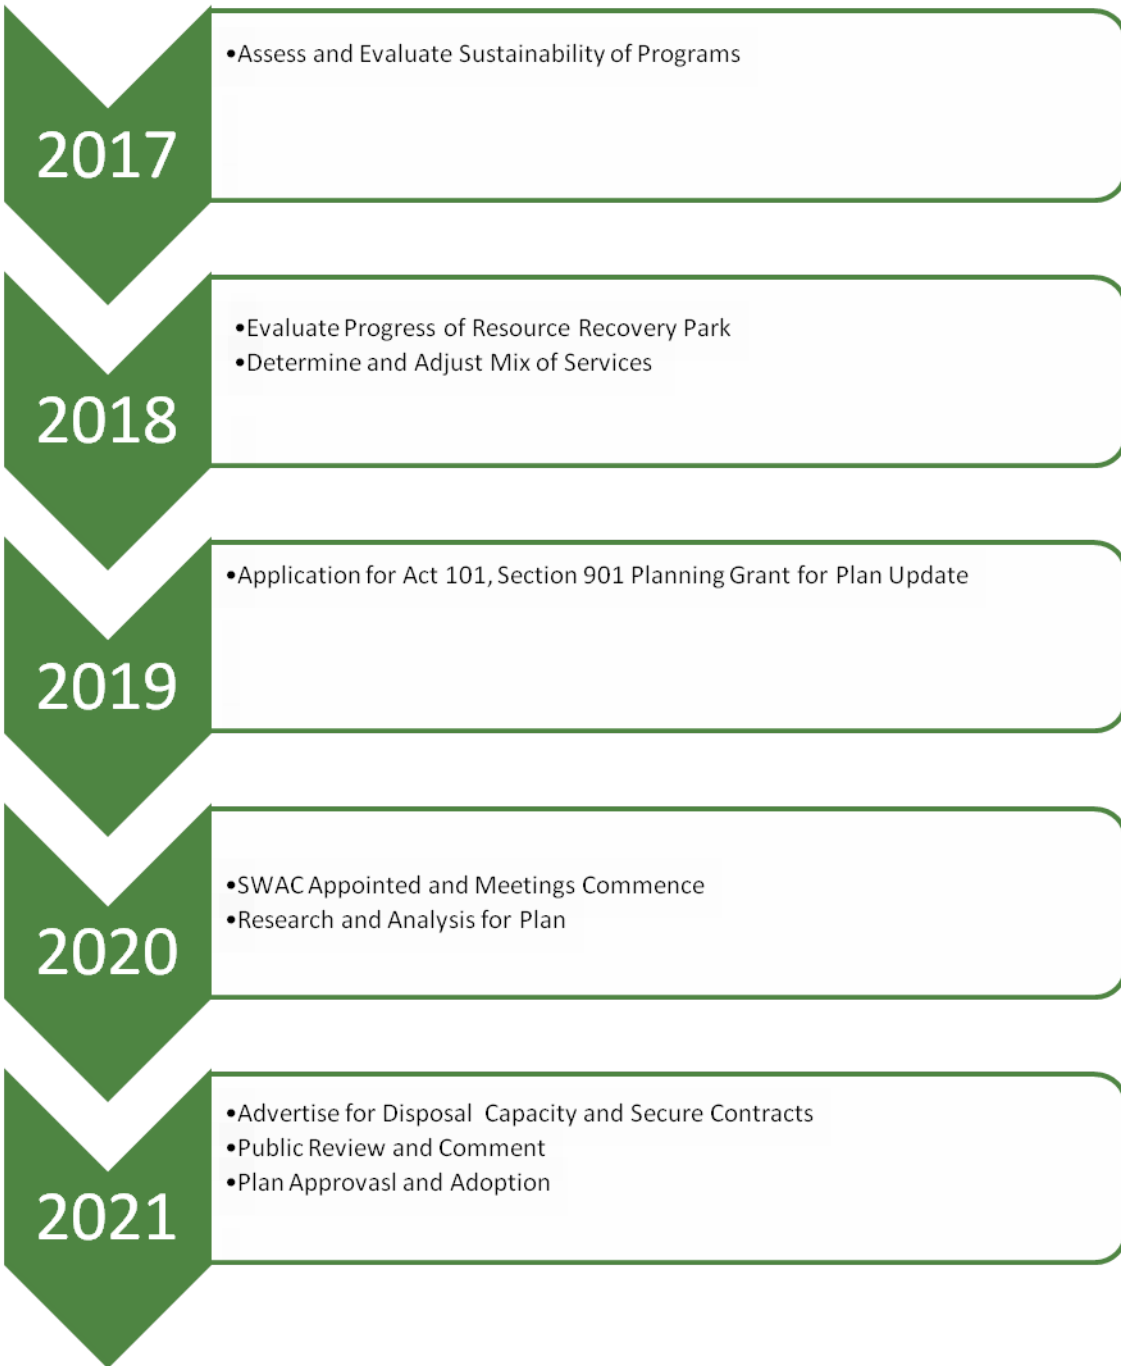 2017
•Assess and Evaluate Sustainability of Programs
2018
•Evaluate Progress of Resource Recovery Park
•Determine and Adjust Mix of Services
2019
•Application for Act 101, Section 901 Planning Grant for Plan Update
2020
•SWAC Appointed and Meetings Commence
•Research and Analysis for Plan
2021
•Advertise for Disposal Capacity and Secure Contracts
•Public Review and Comment
•Plan Approvasl and Adoption